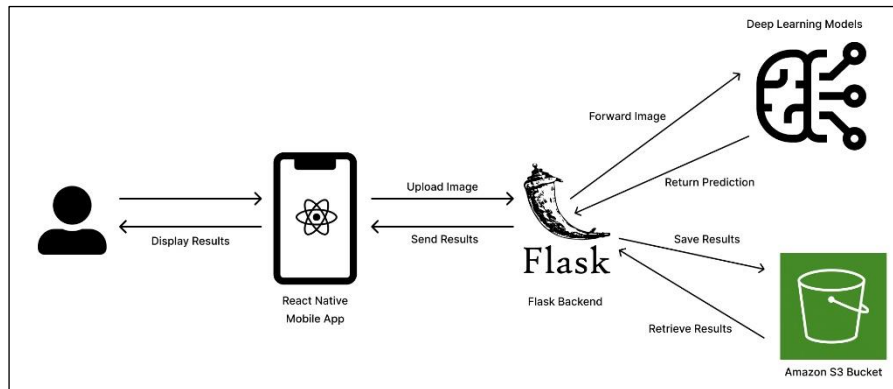 Deep Learning Models
Forward Image
Upload Image
Return Prediction
Display Results
Send Results
Flask
Save Results
React Native
Mobile App
Flask Backend
Retrieve Results
Amazon S3 Bucket